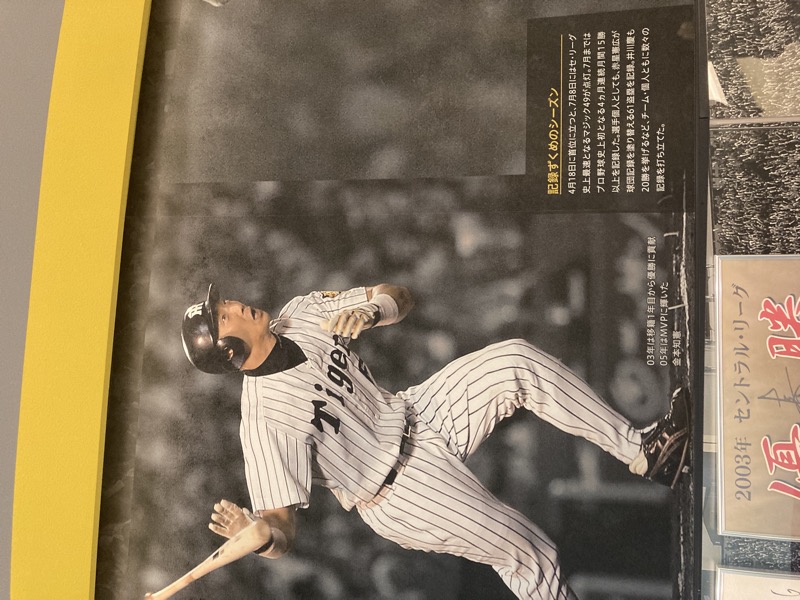 Tiger
記録ずくめのシーズン
4月18日に首位に立つと、7月8日にはセ・リーグ
史上最速となるマジック49が点灯。7月までは
プロ野球史上初となる4ヵ月連続月間15勝
以上を記録した。選手個人としても、赤星憲広が
球団記録を塗り替える61盗塁を記録。井川慶も
20勝を挙げるなど、チーム・個人ともに数々の
記録を打ち立てた。
03年は移籍1年目から優勝に貢献
05年はMVPに輝いた
金本知憲
2003年 セントラル・リーグ
優勝